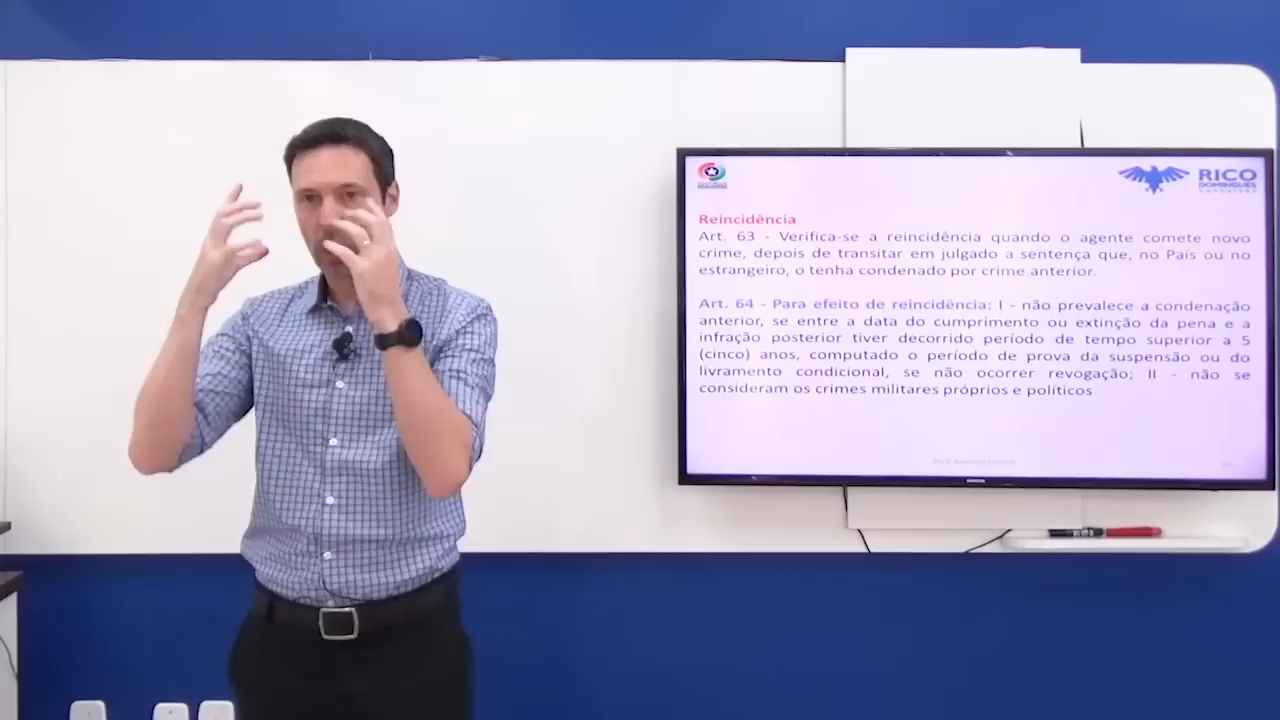 RICO
DOMINGUES
Reincidência
Art. 63 - Verifica-se a reincidência quando o agente comete novo
crime, depois de transitar em julgado a sentença que, no País ou no
estrangeiro, o tenha condenado por crime anterior.
Art. 64 - Para efeito de reincidência: I - não prevalece a condenação
anterior, se entre a data do cumprimento ou extinção da pena e a
infração posterior tiver decorrido período de tempo superior a 5
(cinco) anos, computado o período de prova da suspensão ou do
livramento condicional, se não ocorrer revogação; II - não se
consideram os crimes militares próprios e políticos